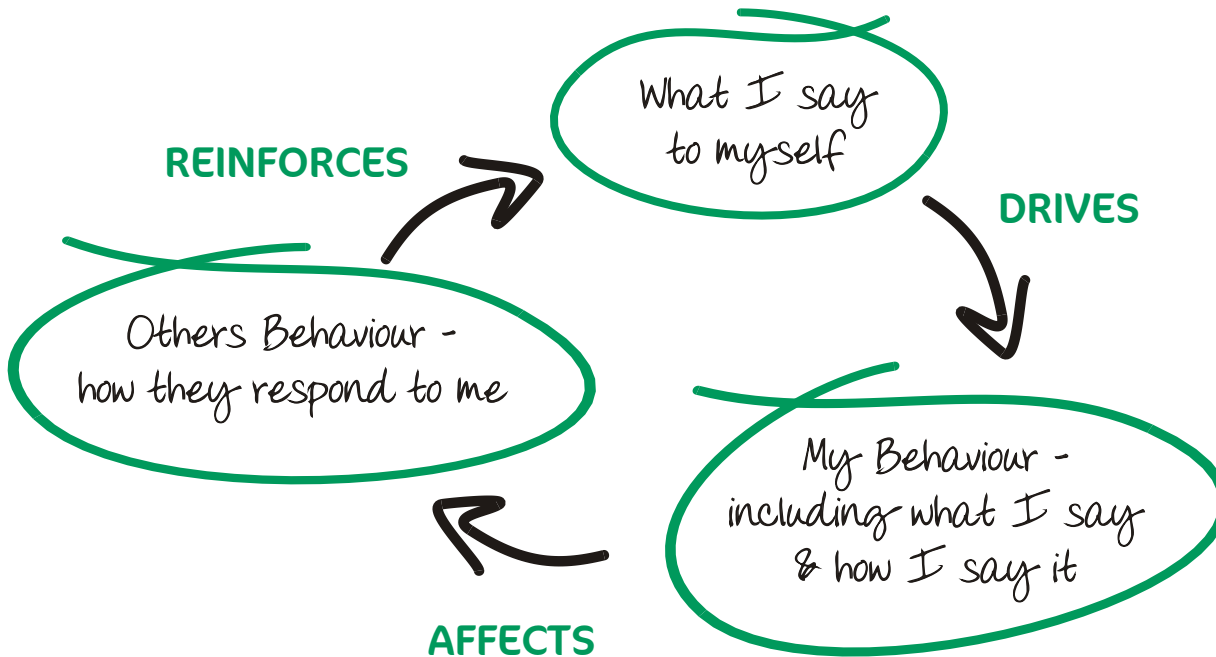 What I say
to myself
REINFORCES
DRIVES
Others Behaviour -
how they respond to me
My Behaviour -
including what I say
& how I say it
AFFECTS